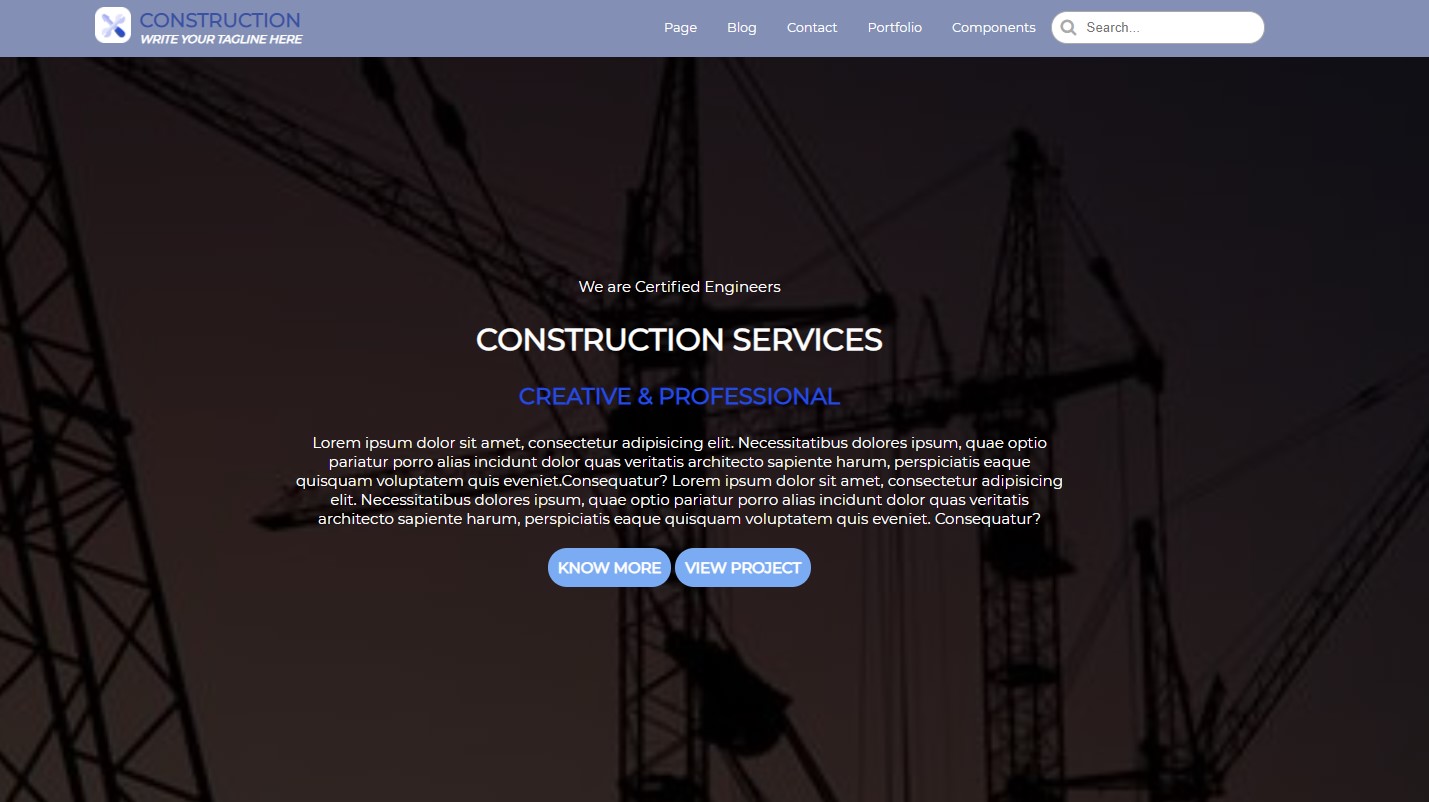 CONSTRUCTION
WRITE YOUR TAGLINE HERE
Page Blog Contact Portfolio Components Search...
We are Certified Engineers
CONSTRUCTION SERVICES
CREATIVE & PROFESSIONAL
Lorem ipsum dolor sit amet, consectetur adipisicing elit. Necessitatibus dolores ipsum, quae optio
pariatur porro alias incidunt dolor quas veritatis architecto sapiente harum, perspiciatis eaque
quisquam voluptatem quis eveniet.Consequatur? Lorem ipsum dolor sit amet, consectetur adipisicing
elit. Necessitatibus dolores ipsum, quae optio pariatur porro alias incidunt dolor quas veritatis
architecto sapiente harum, perspiciatis eaque quisquam voluptatem quis eveniet. Consequatur?
KNOW MORE VIEW PROJECT